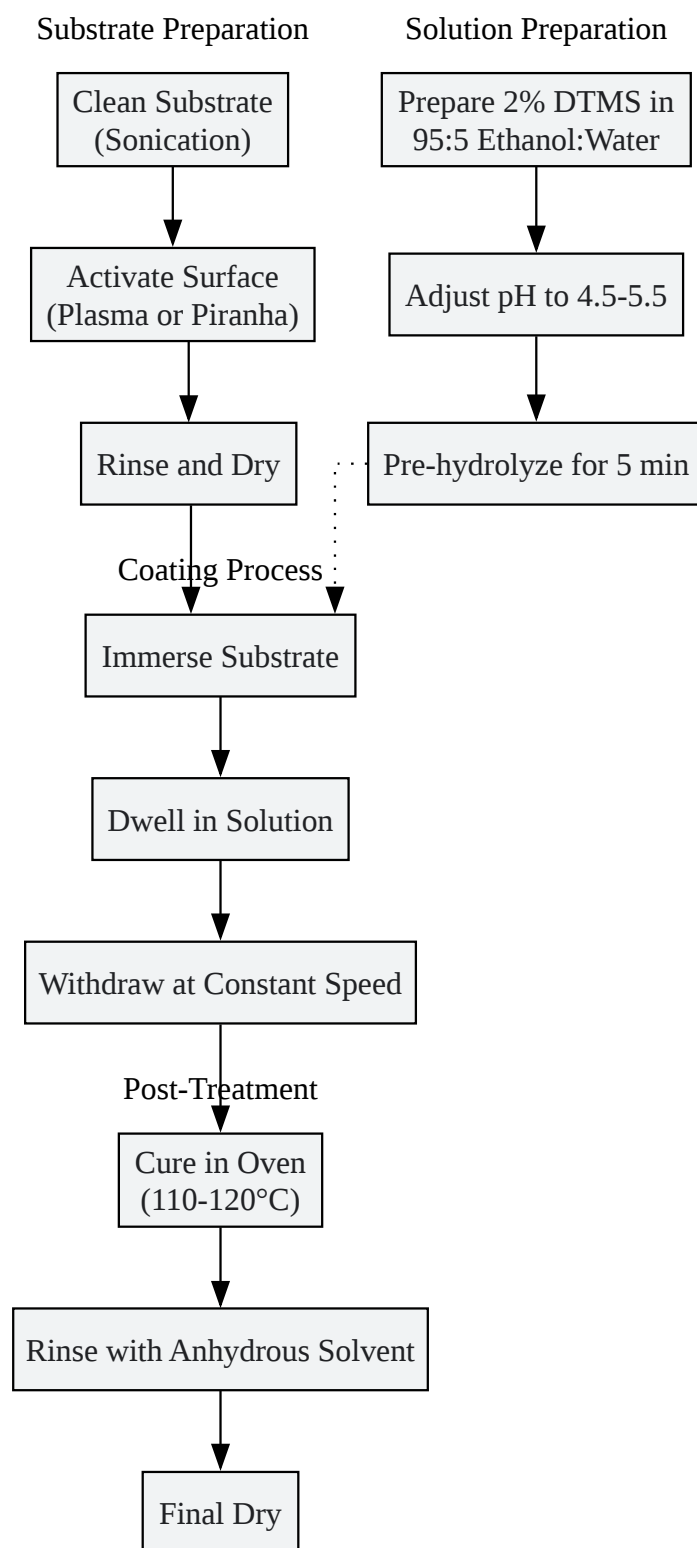 Substrate Preparation
Solution Preparation
Clean Substrate
(Sonication)
Prepare 2% DTMS in
95:5 Ethanol:Water
Activate Surface
(Plasma or Piranha)
Adjust pH to 4.5-5.5
Rinse and Dry
Pre-hydrolyze for 5 min
Coating Process
Immerse Substrate
Dwell in Solution
Withdraw at Constant Speed
Post-Treatment
Cure in Oven
(110-120°C)
Rinse with Anhydrous Solvent
Final Dry